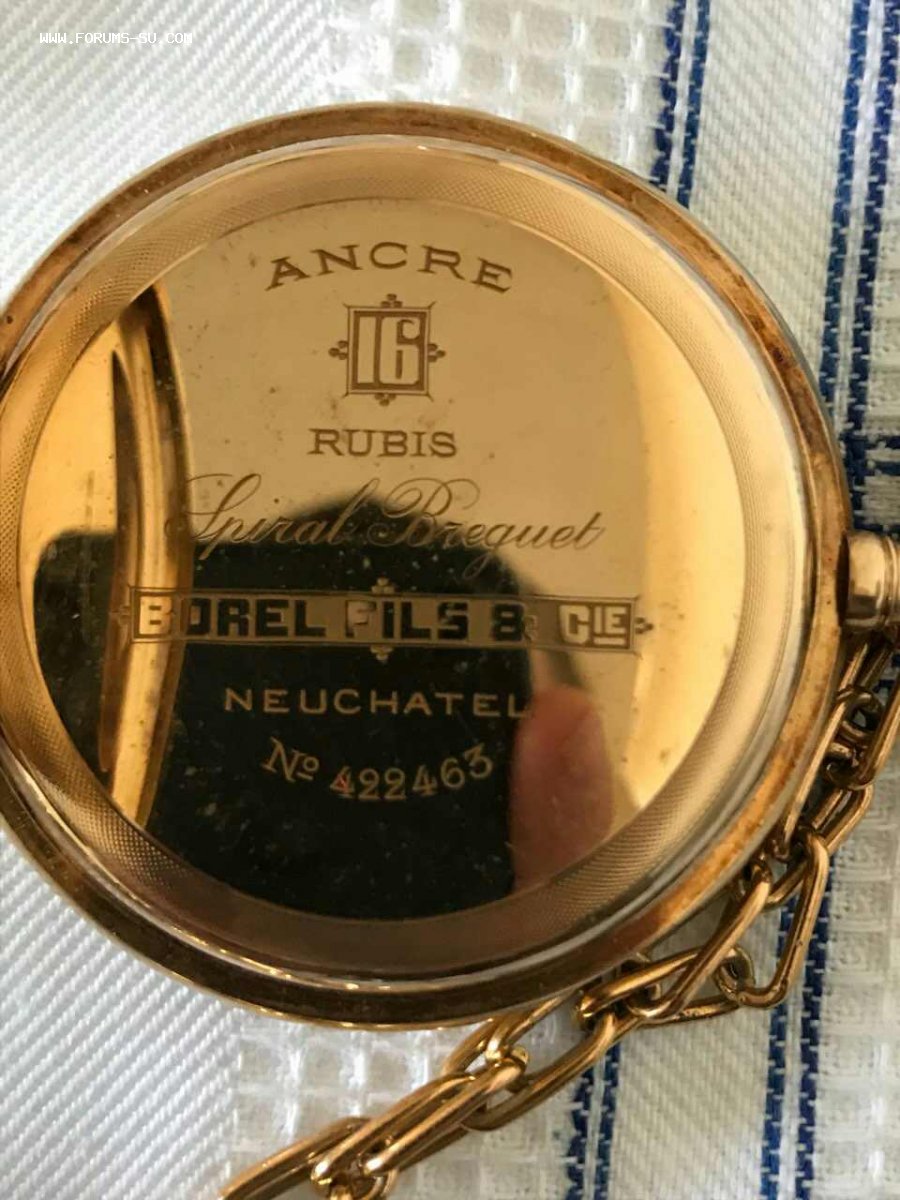 WWW.FORUMS-SU.COM
ANCRE
16
RUBIS
Spiral Breguet
BOREL FILS & CIE
NEUCHATEL
No 422463